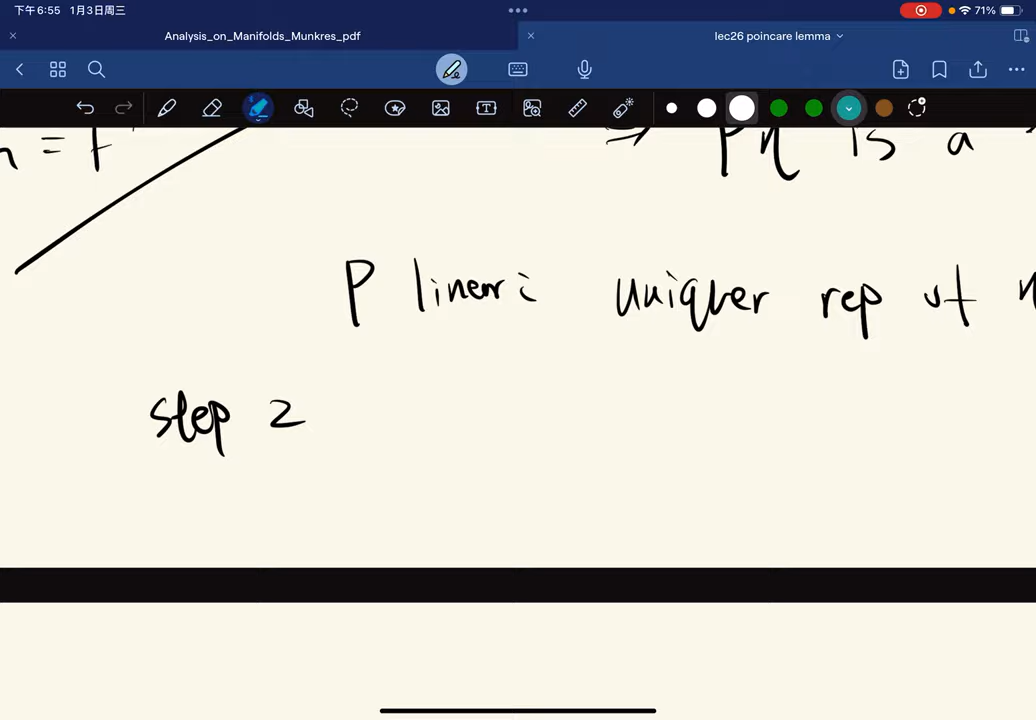 下午6:55 1月3日周三
71%
Analysis_on_Manifolds_Munkres_pdf
lec26 poincare lemma
n = f
⇒ Pη is a
P linear: uniquer rep of η
step 2